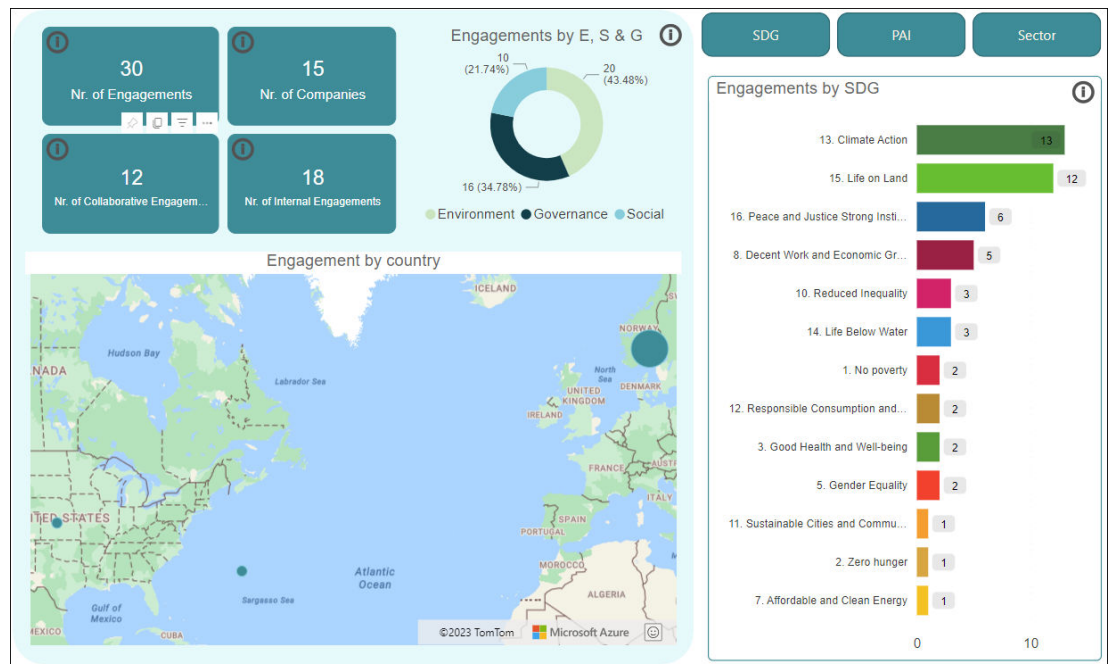 30
Nr. of Engagements
15
Nr. of Companies
12
Nr. of Collaborative Engagem...
18
Nr. of Internal Engagements
Engagements by E, S & G
10
(21.74%)
20
(43.48%)
16 (34.78%)
Environment Governance Social
SDG
PAI
Sector
Engagement by country
ICELAND
NORWAY
Hudson Bay
NADA
Labrador Sea
North
Sea
UNITED
KINGDOM
DENMARK
IRELAND
FRANCE
AUST
ITALY
UNITED STATES
SPAIN
PORTUGAL
Atlantic
Ocean
MOROCCO
Sargasso Sea
ALGERIA
Gulf of
Mexico
MEXICO
CUBA
©2023 TomTom
Microsoft Azure
Engagements by SDG
13. Climate Action
13
15. Life on Land
12
16. Peace and Justice Strong Insti...
6
8. Decent Work and Economic Gr...
5
10. Reduced Inequality
3
14. Life Below Water
3
1. No poverty
2
12. Responsible Consumption and...
2
3. Good Health and Well-being
2
5. Gender Equality
2
11. Sustainable Cities and Commu...
1
2. Zero hunger
1
7. Affordable and Clean Energy
1
0
10